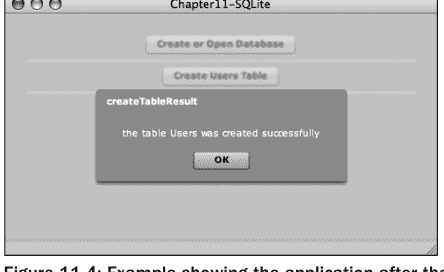 Chapter11-SQLite
Create or Open Database
Create Users Table
createTableResult
the table Users was created successfully
OK
Figure 11-4: Example showing the application after the